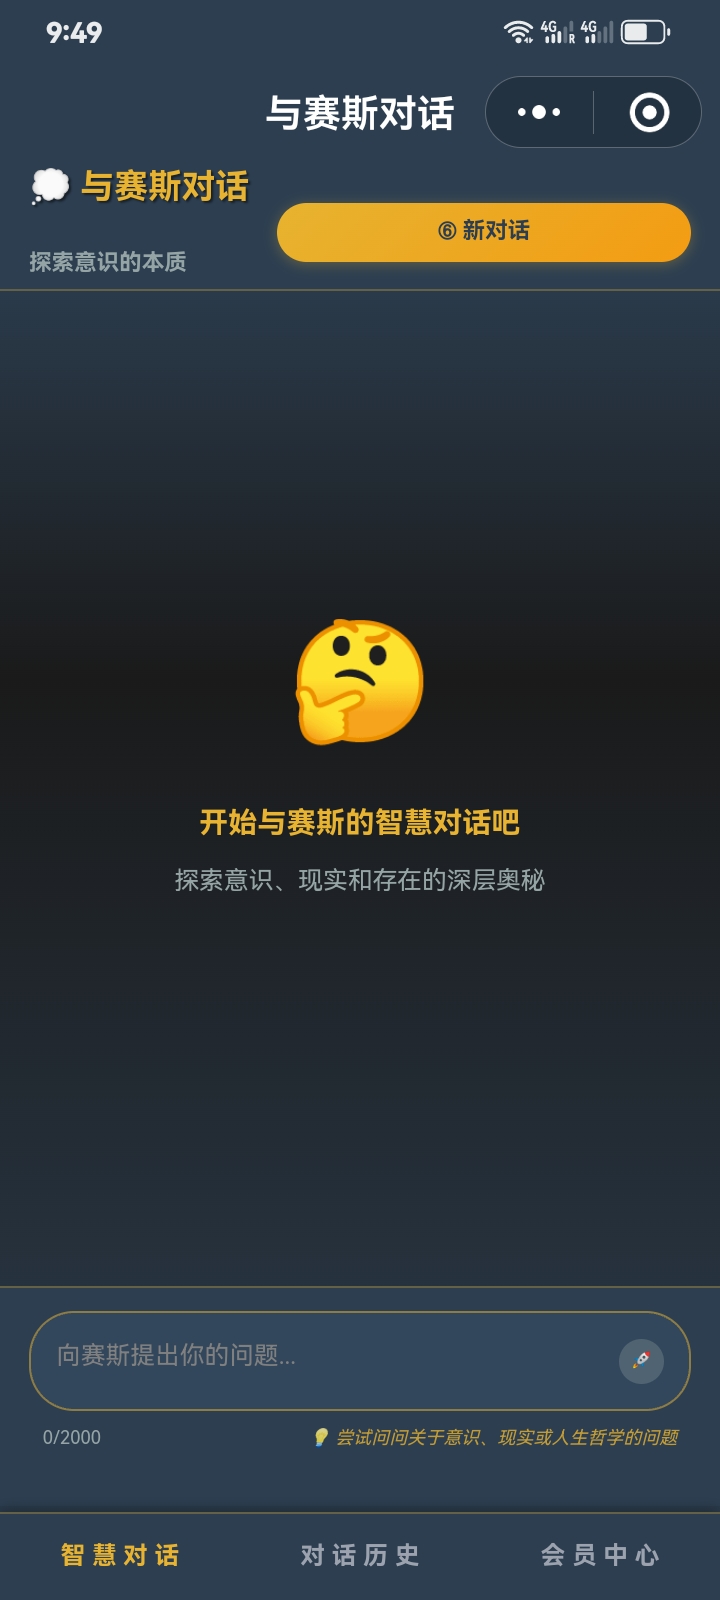 9:49
4G R 4G
与赛斯对话
与赛斯对话
⑥ 新对话
探索意识的本质
开始与赛斯的智慧对话吧
探索意识、现实和存在的深层奥秘
向赛斯提出你的问题...
0/2000
尝试问问关于意识、现实或人生哲学的问题
智慧对话 对话历史 会员中心